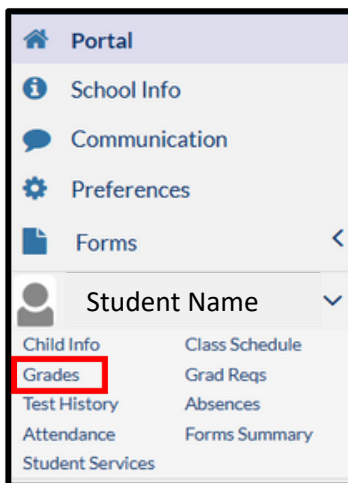 Portal
School Info
Communication
Preferences
Forms
Student Name
Child Info Class Schedule
Grades Grad Reqs
Test History Absences
Attendance Forms Summary
Student Services